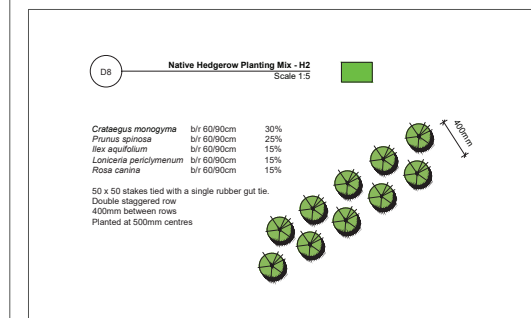 D8
Native Hedgerow Planting Mix - H2
Scale 1:5
Crataegus monogyma b/r 60/90cm 30%
Prunus spinosa b/r 60/90cm 25%
Ilex aquifolium b/r 60/90cm 15%
Loniceria periclymenum b/r 60/90cm 15%
Rosa canina b/r 60/90cm 15%
50 x 50 stakes tied with a single rubber gut tie.
Double staggered row
400mm between rows
Planted at 500mm centres
400mm